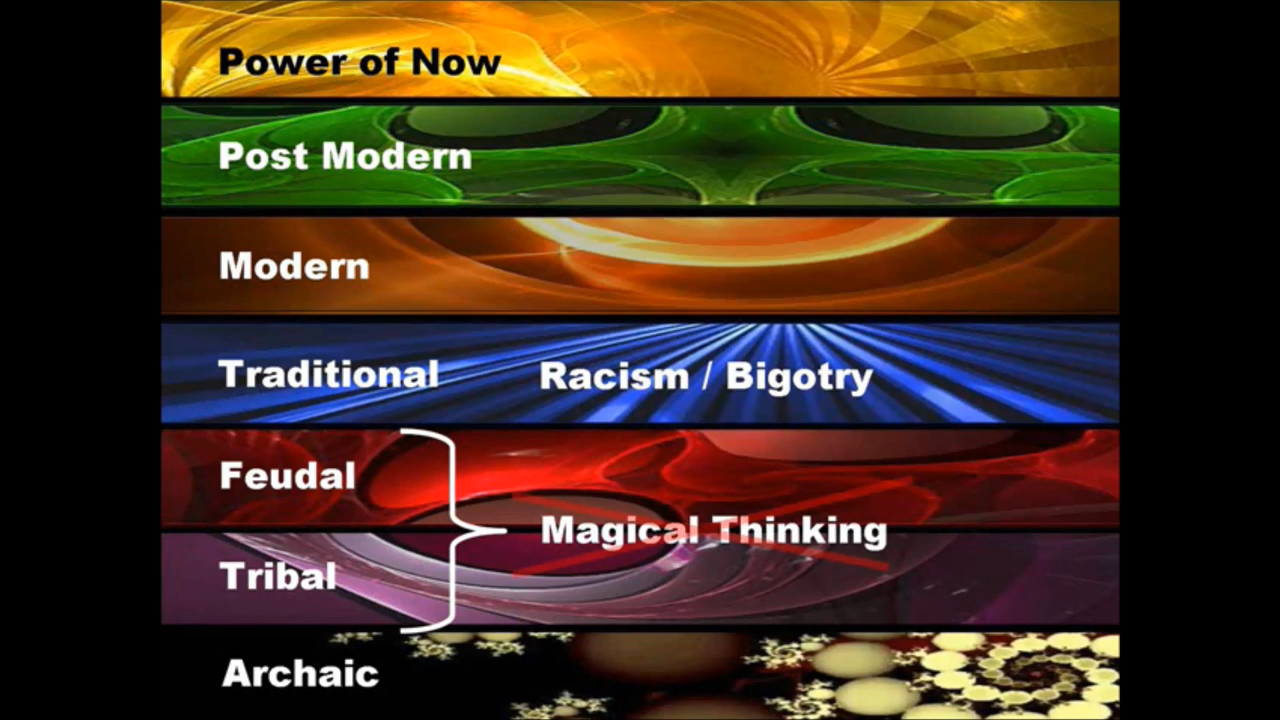 Power of Now
Post Modern
Modern
Traditional
Racism / Bigotry
Feudal
Magical Thinking
Tribal
Archaic